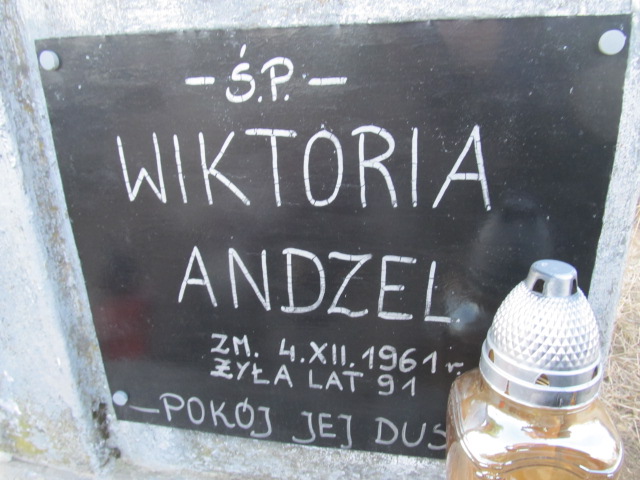 – Ś.P. –
WIKTORIA
ANDZEL
ZM. 4.XII.1961 r.
ŻYŁA LAT 91
– POKÓJ JEJ DUS